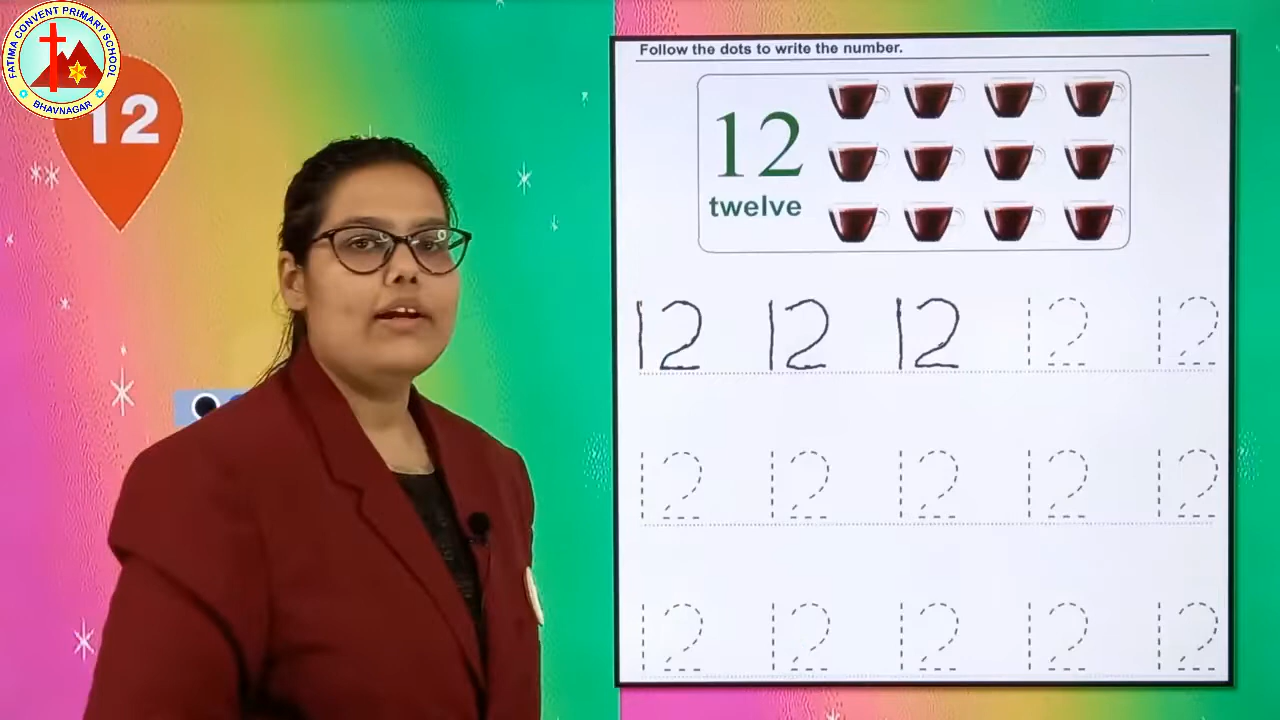 FATIMA CONVENT PRIMARY SCHOOL
BHAVNAGAR
12
Follow the dots to write the number.
12
twelve
12 12 12 12 12
12 12 12 12 12
12 12 12 12 12